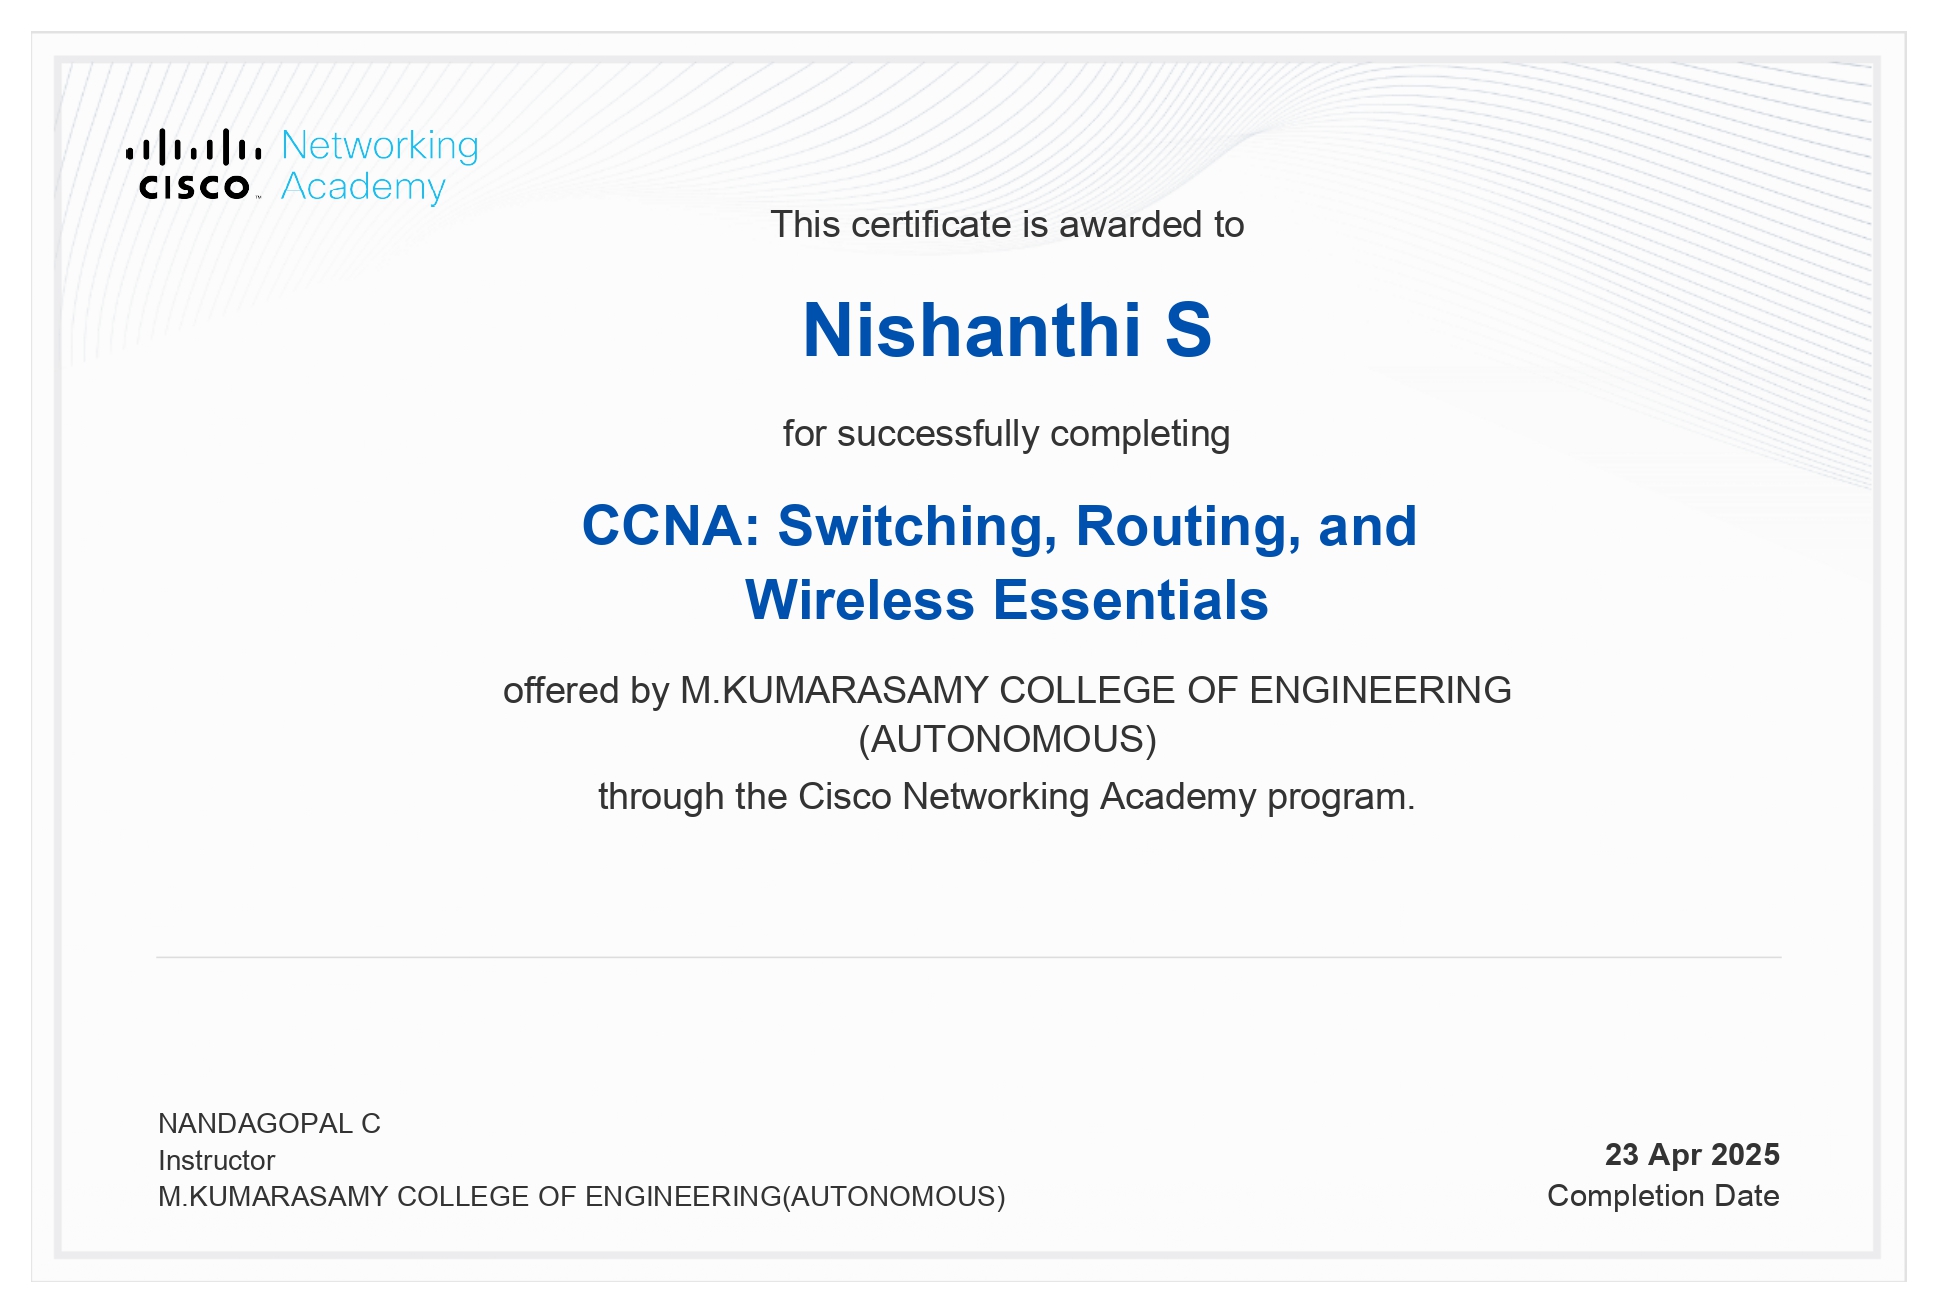 Networking
Academy
CISCO™
This certificate is awarded to
Nishanthi S
for successfully completing
CCNA: Switching, Routing, and
Wireless Essentials
offered by M.KUMARASAMY COLLEGE OF ENGINEERING
(AUTONOMOUS)
through the Cisco Networking Academy program.
NANDAGOPAL C
Instructor
M.KUMARASAMY COLLEGE OF ENGINEERING(AUTONOMOUS)
23 Apr 2025
Completion Date